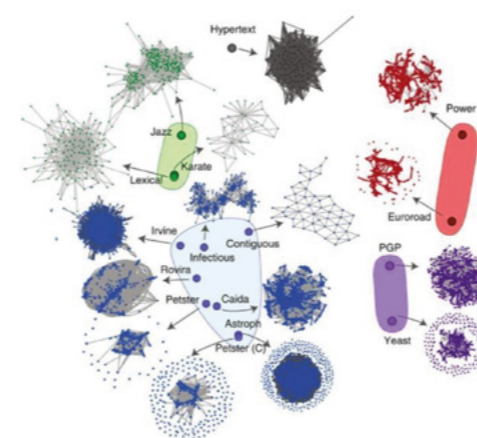 Hypertext
Power
Jazz
Karate
Lexical
Euroroad
Irvine
Infectious
Contiguous
Rovira
PGP
Petster
Caida
Astroph
Yeast
Petster (C)